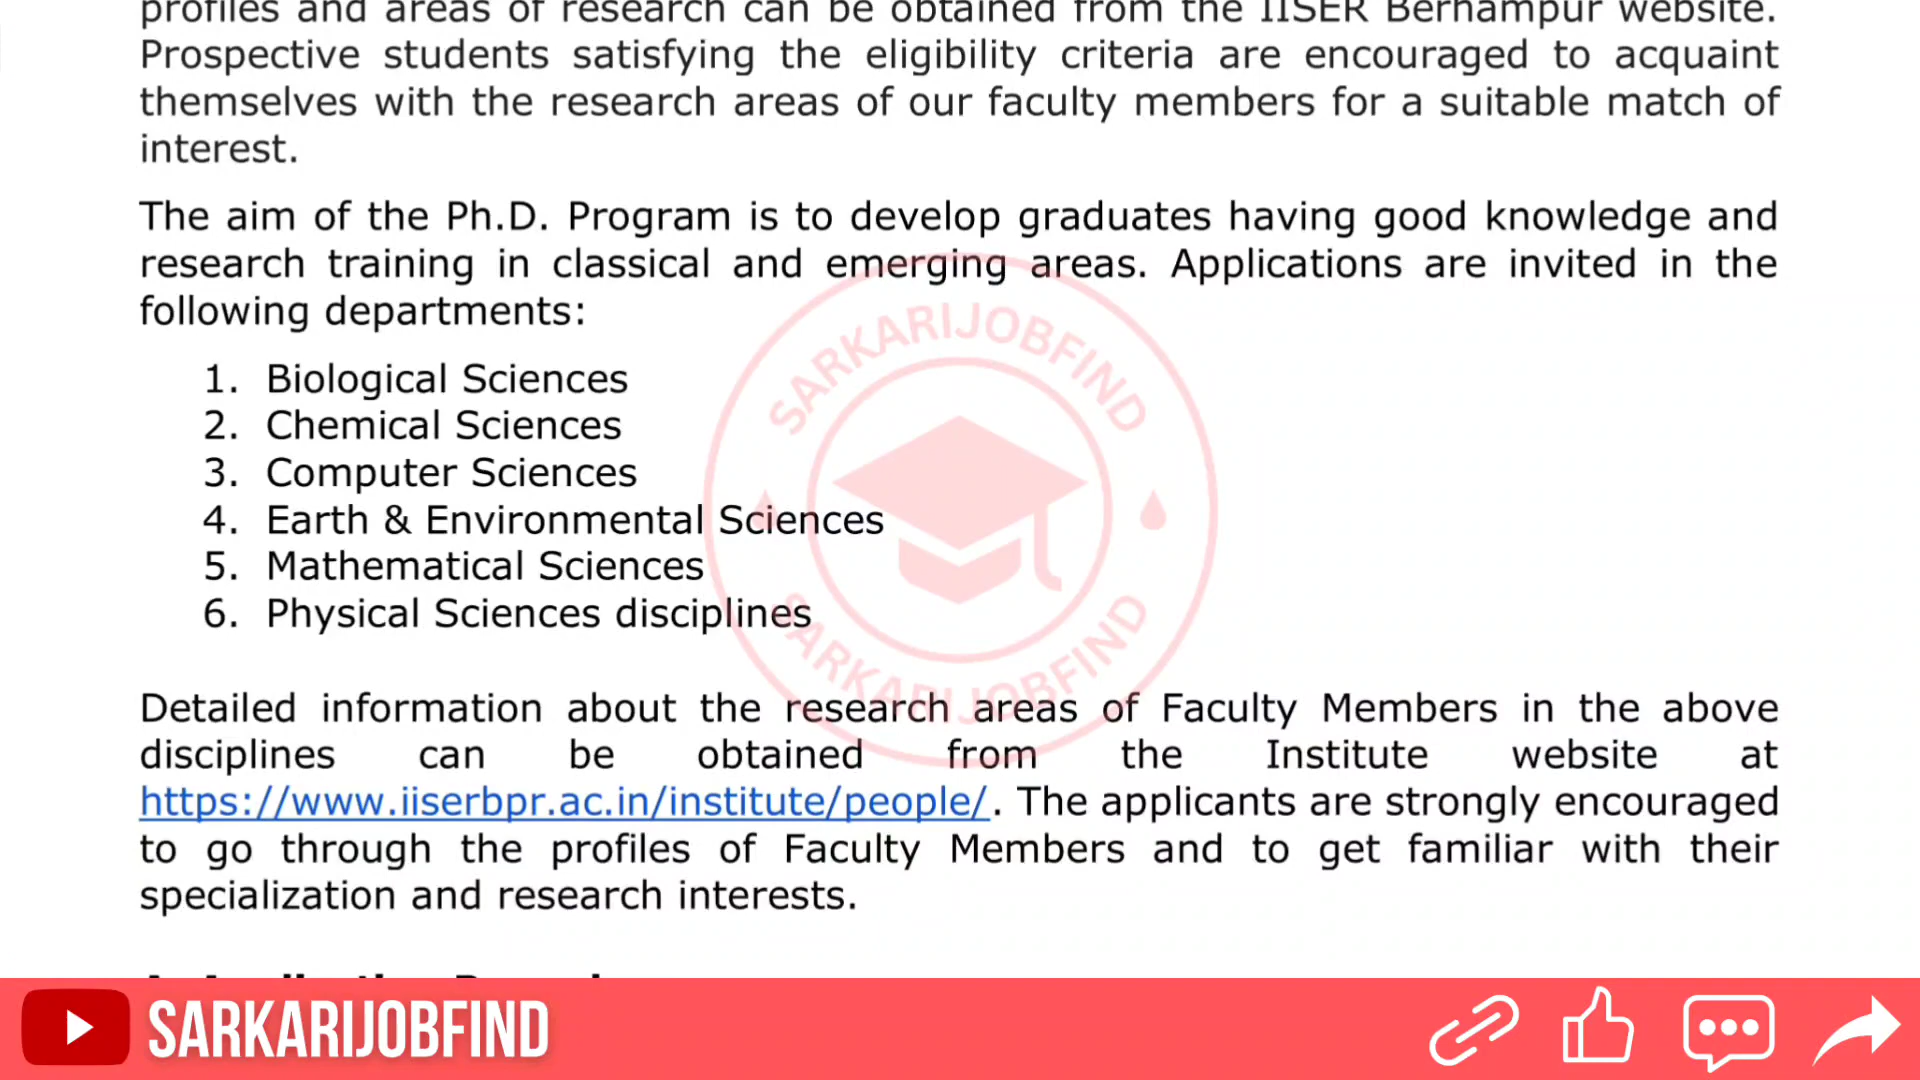 profiles and areas of research can be obtained from the IISER Berhampur website.
Prospective students satisfying the eligibility criteria are encouraged to acquaint
themselves with the research areas of our faculty members for a suitable match of
interest.
The aim of the Ph.D. Program is to develop graduates having good knowledge and
research training in classical and emerging areas. Applications are invited in the
following departments:
1. Biological Sciences
2. Chemical Sciences
3. Computer Sciences
4. Earth & Environmental Sciences
5. Mathematical Sciences
6. Physical Sciences disciplines
SARKARIJOBFIND
SARKARIJOBFIND
Detailed information about the research areas of Faculty Members in the above
disciplines can be obtained from the Institute website at
https://www.iiserbpr.ac.in/institute/people/. The applicants are strongly encouraged
to go through the profiles of Faculty Members and to get familiar with their
specialization and research interests.
SARKARIJOBFIND